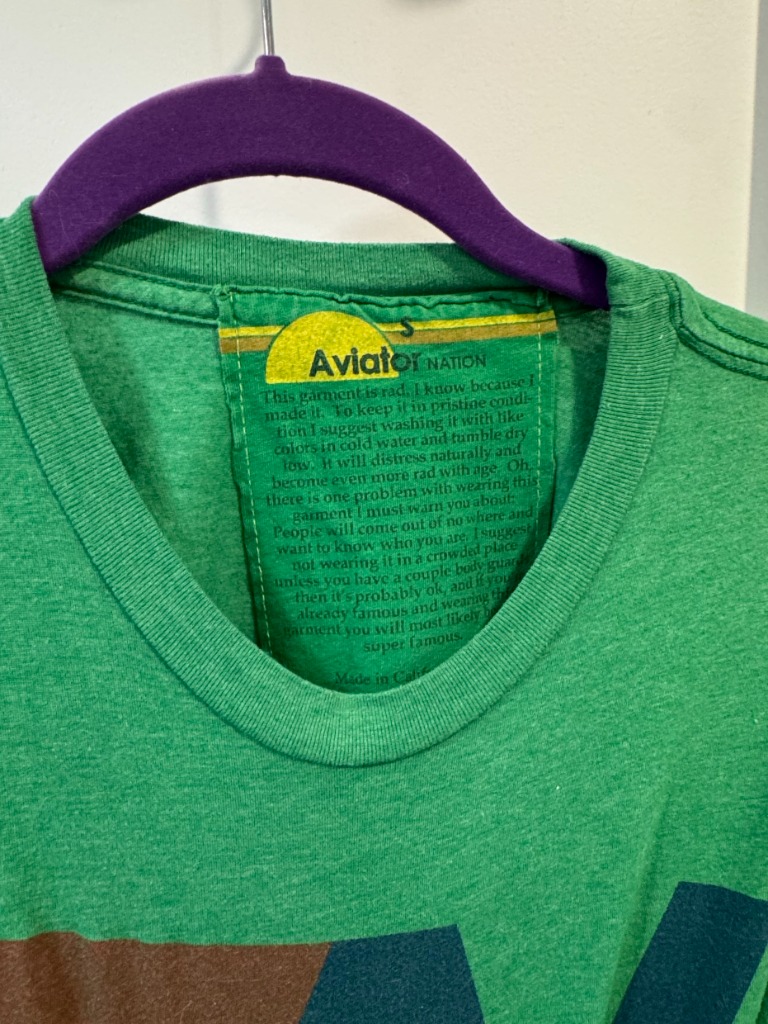 S
Aviator NATION
This garment is rad. I know because I
made it. To keep it in pristine condi-
tion I suggest washing it with like
colors in cold water and tumble dry
low. It will distress naturally and
become even more rad with age. Oh,
there is one problem with wearing this
garment I must warn you about:
People will come out of no where and
want to know who you are. I suggest
not wearing it in a crowded place
unless you have a couple body
then it's probably ok, and if you
already famous and wearing
garment you will most likely
super famous.
Made in